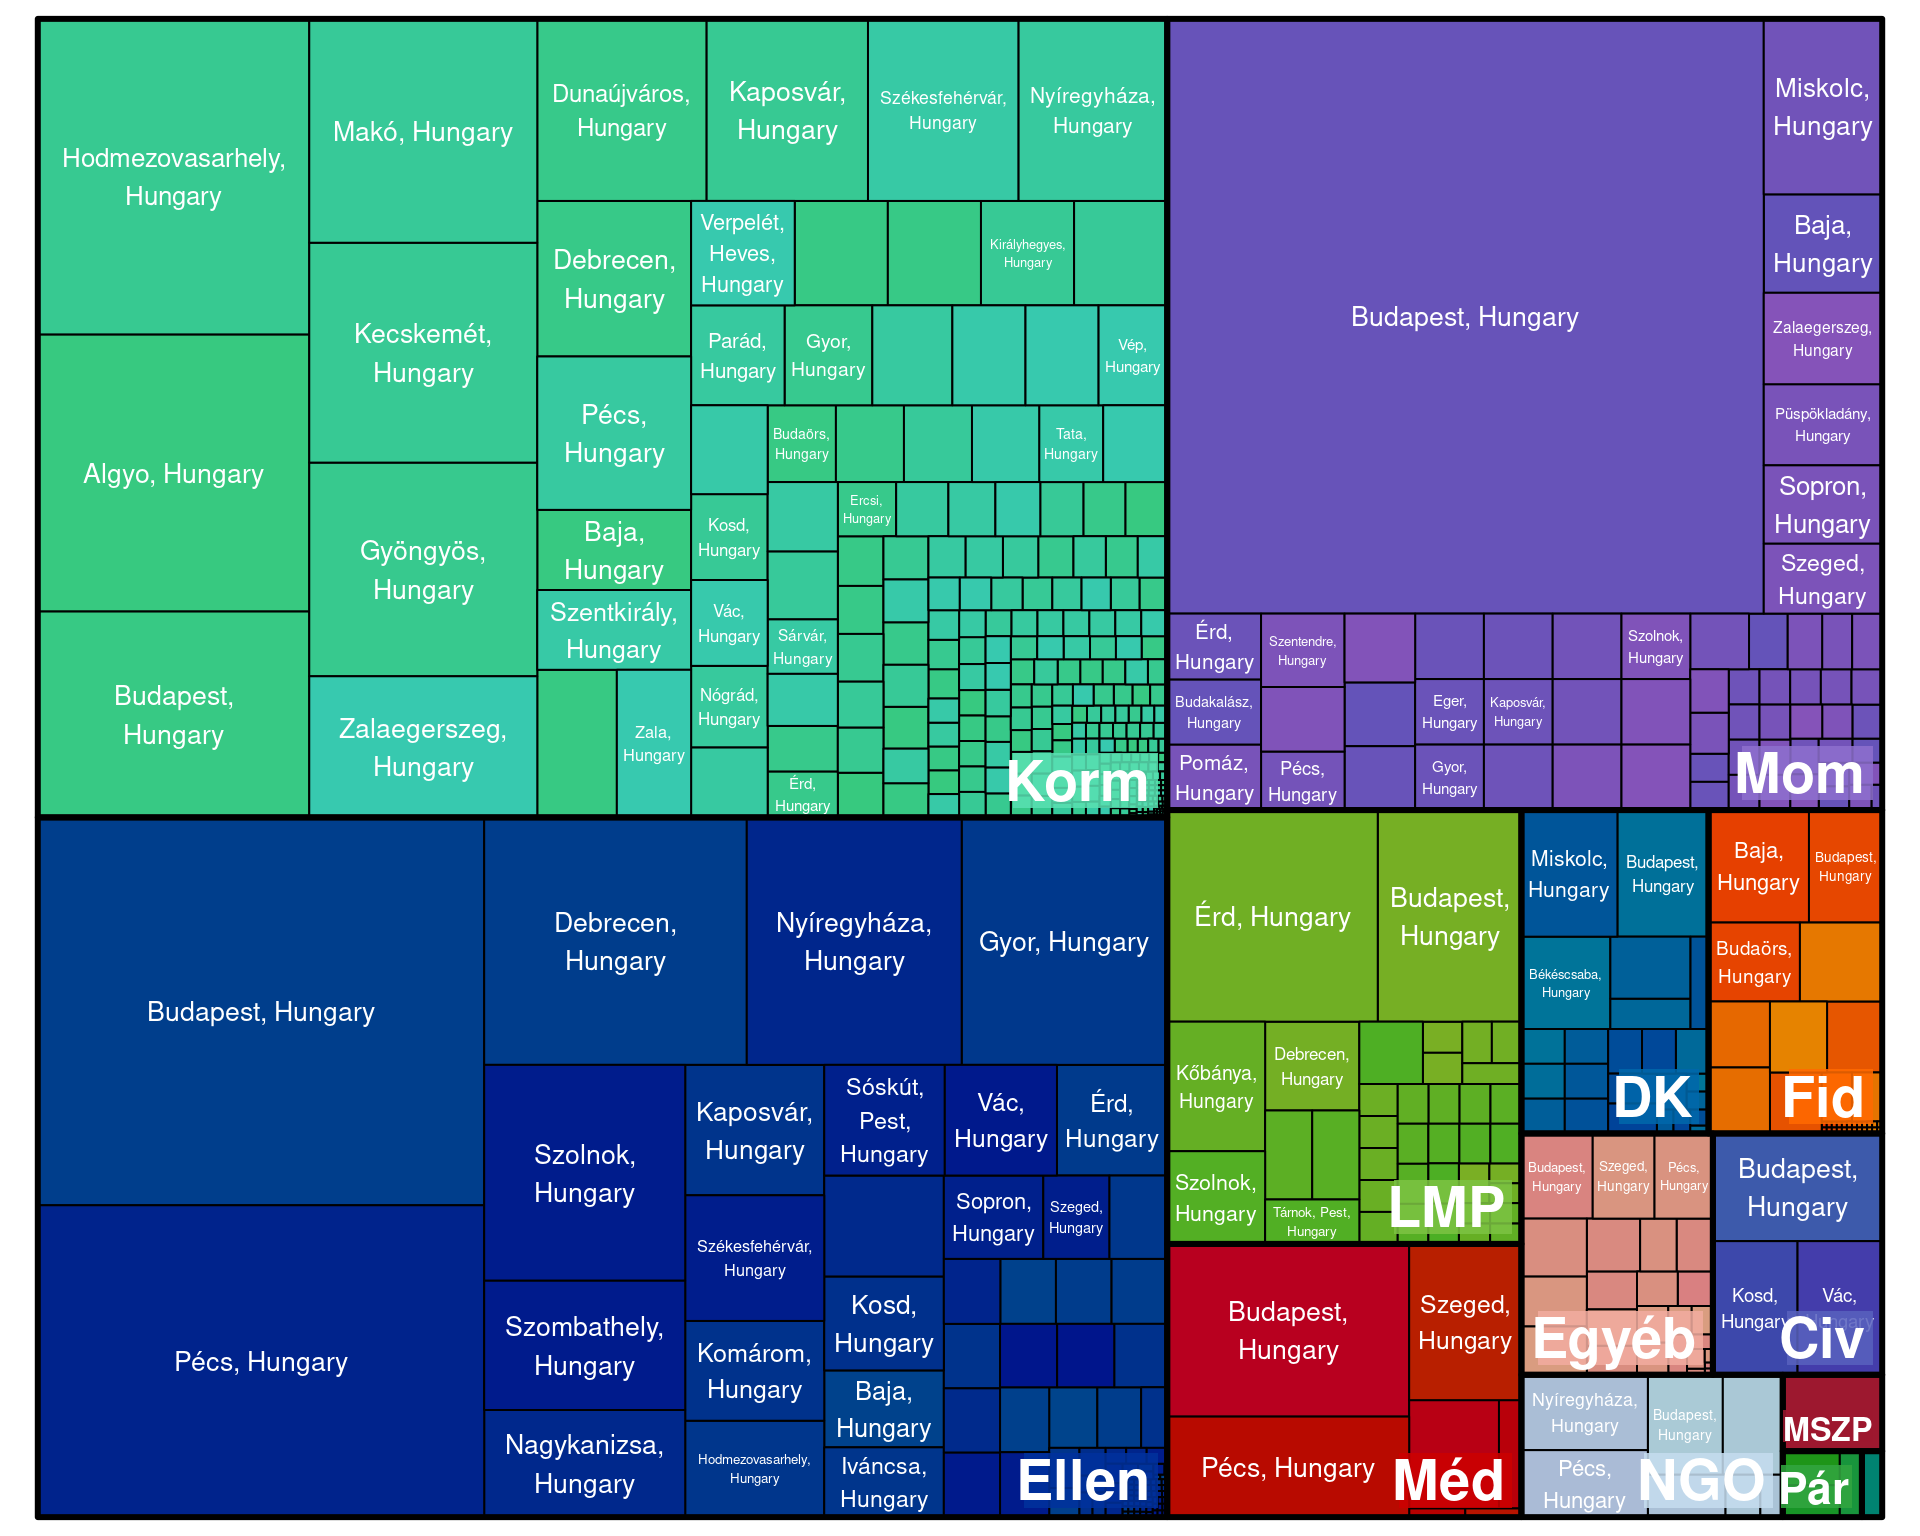 Hodmezovasarhely,
Hungary
Algyo, Hungary
Budapest,
Hungary
Makó, Hungary
Kecskemét,
Hungary
Gyöngyös,
Hungary
Zalaegerszeg,
Hungary
Dunaújváros,
Hungary
Kaposvár,
Hungary
Székesfehérvár,
Hungary
Nyíregyháza,
Hungary
Debrecen,
Hungary
Pécs,
Hungary
Baja,
Hungary
Szentkirály,
Hungary
Zala,
Hungary
Verpelét,
Heves,
Hungary
Királyhegyes,
Hungary
Parád,
Hungary
Gyor,
Hungary
Vép,
Hungary
Budaörs,
Hungary
Tata,
Hungary
Kosd,
Hungary
Ercsi,
Hungary
Vác,
Hungary
Sárvár,
Hungary
Nógrád,
Hungary
Érd,
Hungary
Korm
Budapest, Hungary
Miskolc,
Hungary
Baja,
Hungary
Zalaegerszeg,
Hungary
Püspökladány,
Hungary
Sopron,
Hungary
Szeged,
Hungary
Érd,
Hungary
Szentendre,
Hungary
Szolnok,
Hungary
Budakalász,
Hungary
Eger,
Hungary
Kaposvár,
Hungary
Pomáz,
Hungary
Pécs,
Hungary
Gyor,
Hungary
Mom
Budapest, Hungary
Pécs, Hungary
Debrecen,
Hungary
Nyíregyháza,
Hungary
Gyor, Hungary
Szolnok,
Hungary
Szombathely,
Hungary
Nagykanizsa,
Hungary
Kaposvár,
Hungary
Székesfehérvár,
Hungary
Komárom,
Hungary
Hodmezovasarhely,
Hungary
Sóskút,
Pest,
Hungary
Vác,
Hungary
Érd,
Hungary
Sopron,
Hungary
Szeged,
Hungary
Kosd,
Hungary
Baja,
Hungary
Iváncsa,
Hungary
Ellen
Érd, Hungary
Budapest,
Hungary
Kőbánya,
Hungary
Debrecen,
Hungary
Szolnok,
Hungary
Tárnok, Pest,
Hungary
LMP
Miskolc,
Hungary
Budapest,
Hungary
Békéscsaba,
Hungary
DK
Baja,
Hungary
Budapest,
Hungary
Budaörs,
Hungary
Fid
Budapest,
Hungary
Pécs, Hungary
Szeged,
Hungary
Méd
Budapest,
Hungary
Szeged,
Hungary
Pécs,
Hungary
Egyéb
Budapest,
Hungary
Kosd,
Hungary
Vác,
Hungary
Civ
Nyíregyháza,
Hungary
Budapest,
Hungary
Pécs,
Hungary
NGO
MSZP
Pár